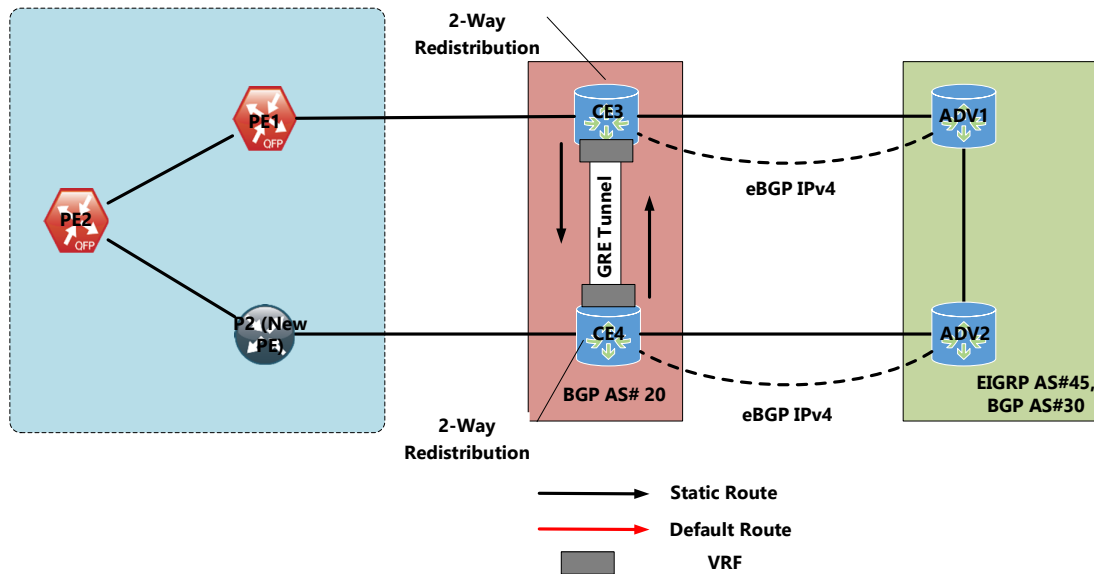 2-Way
Redistribution
PE1
QFP
CE3
ADV1
eBGP IPv4
PE2
QFP
GRE Tunnel
P2 (New
PE)
CE4
ADV2
BGP AS# 20
EIGRP AS#45,
BGP AS#30
eBGP IPv4
2-Way
Redistribution
Static Route
Default Route
VRF